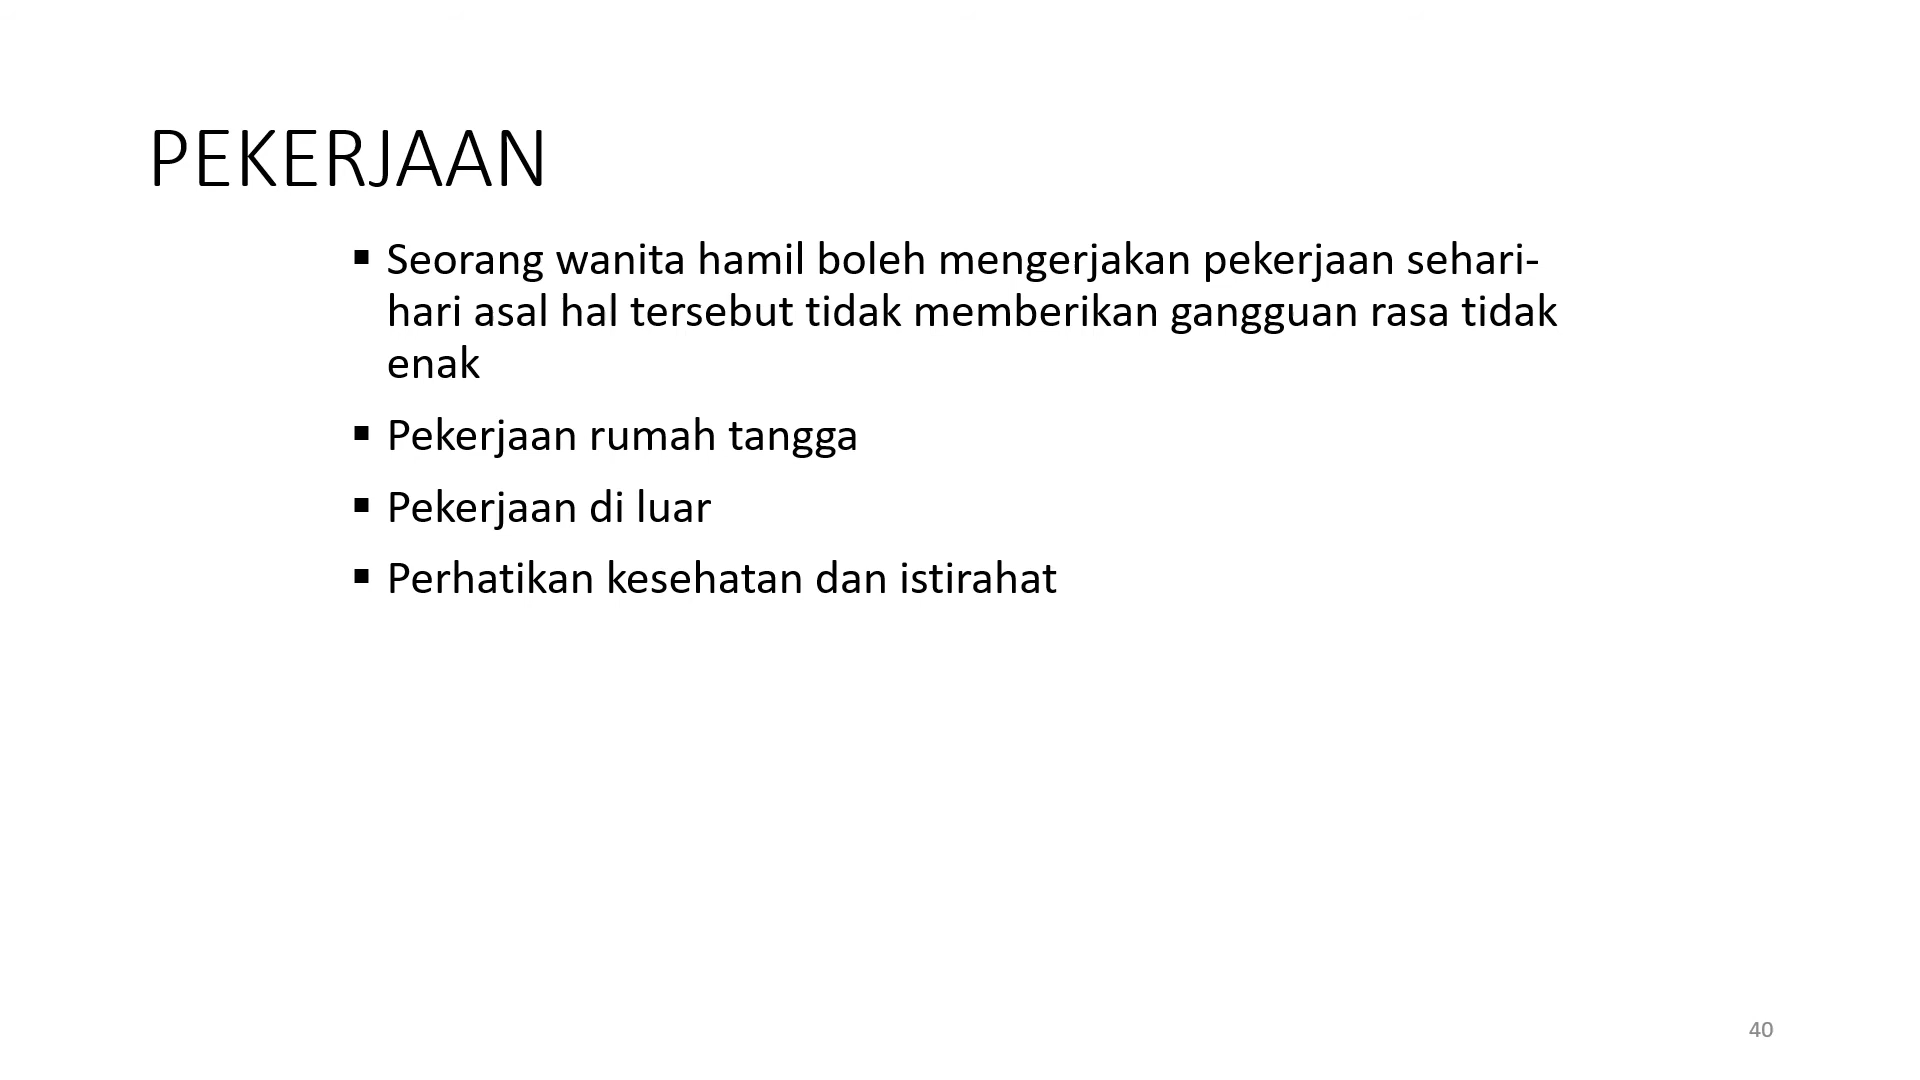 PEKERJAAN
▪ Seorang wanita hamil boleh mengerjakan pekerjaan sehari-
hari asal hal tersebut tidak memberikan gangguan rasa tidak
enak
▪ Pekerjaan rumah tangga
▪ Pekerjaan di luar
▪ Perhatikan kesehatan dan istirahat
40